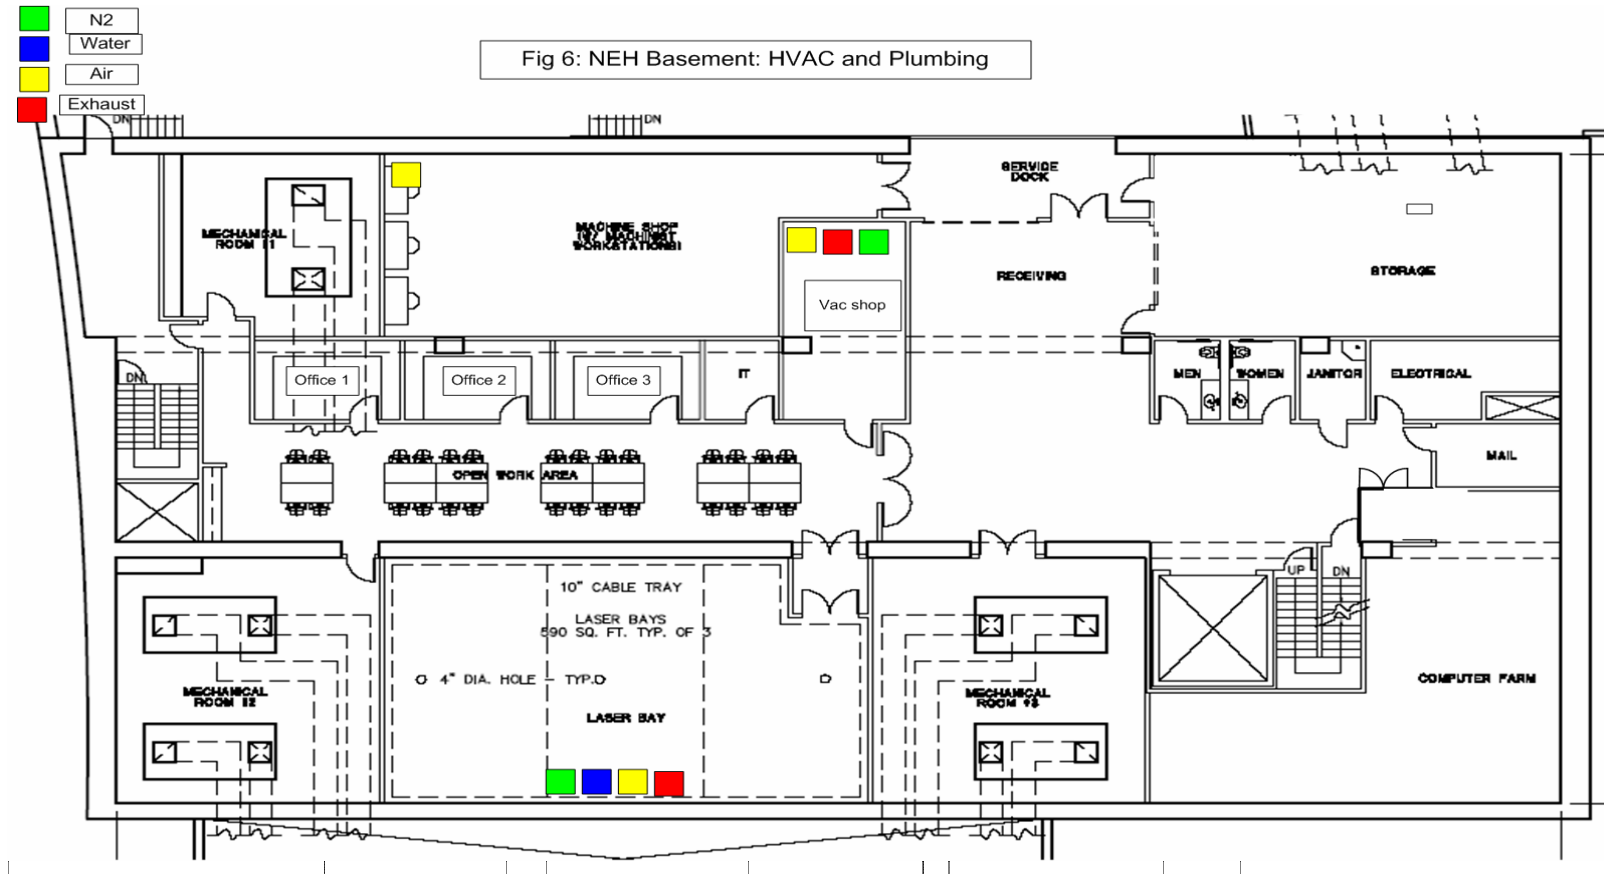 N2
Water
Air
Exhaust
Fig 6: NEH Basement: HVAC and Plumbing
DN
DN
SERVICE
DOCK
MECHANICAL
ROOM #1
MACHINE SHOP
(W/ MACHINIST
WORKSTATIONS)
RECEIVING
STORAGE
Vac shop
Office 1
Office 2
Office 3
IT
MEN
WOMEN
JANITOR
ELECTRICAL
DN
OPEN WORK AREA
MAIL
10" CABLE TRAY
LASER BAYS
590 SQ. FT. TYP. OF 3
UP
DN
4" DIA. HOLE - TYP.
MECHANICAL
ROOM #2
LASER BAY
MECHANICAL
ROOM #3
COMPUTER FARM